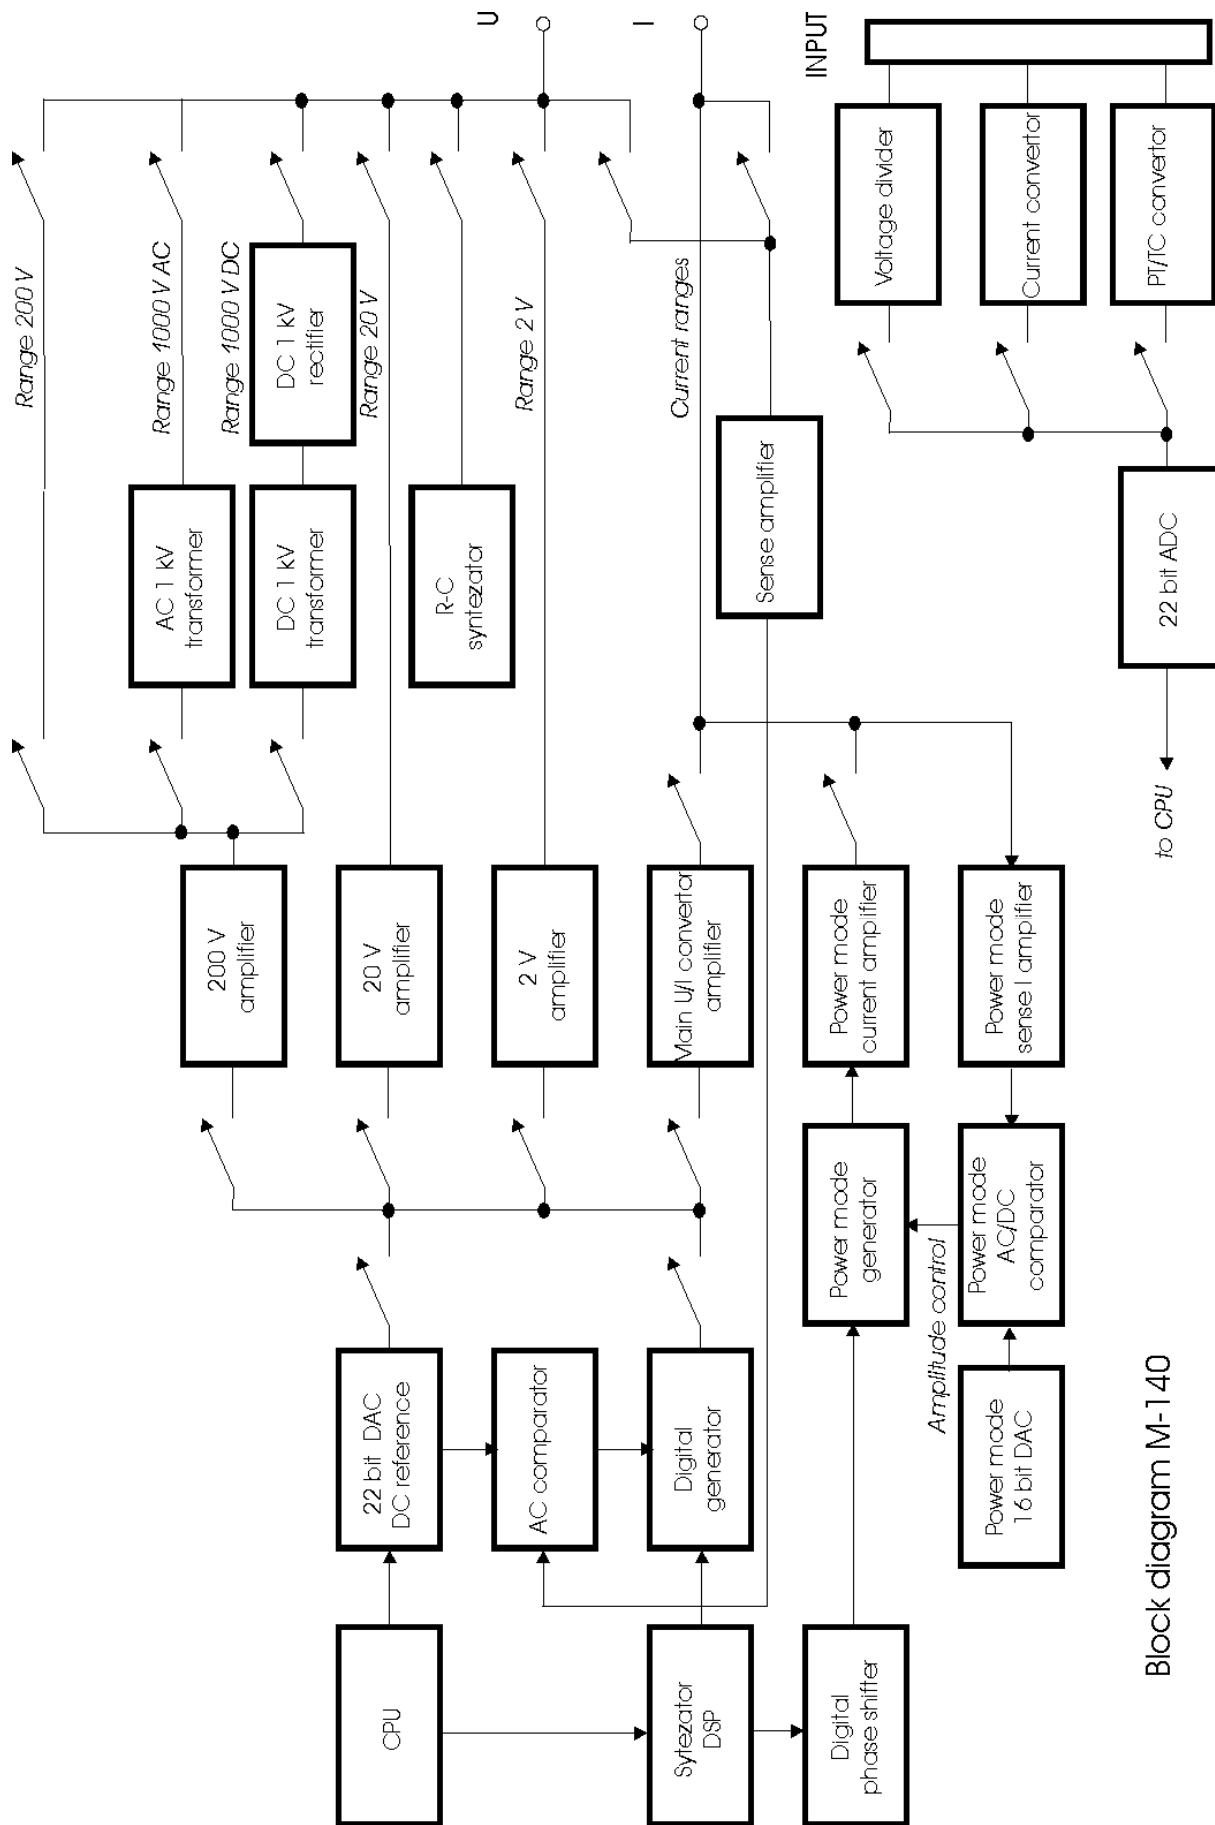 U
I
INPUT
Range 200 V
Range 1000 V AC
Range 1000 V DC
Range 20 V
Range 2 V
Current ranges
DC 1 kV
rectifier
Voltage divider
Current convertor
PT/TC convertor
AC 1 kV
transformer
DC 1 kV
transformer
R-C
syntezator
Sense amplifier
22 bit ADC
to CPU
200 V
amplifier
20 V
amplifier
2 V
amplifier
Main U/I convertor
amplifier
Power mode
current amplifier
Power mode
sense I amplifier
Power mode
generator
Power mode
AC/DC
comparator
Amplitude control
22 bit DAC
DC reference
AC comparator
Digital
generator
Power mode
16 bit DAC
CPU
Sytezator
DSP
Digital
phase shifter
Block diagram M-140